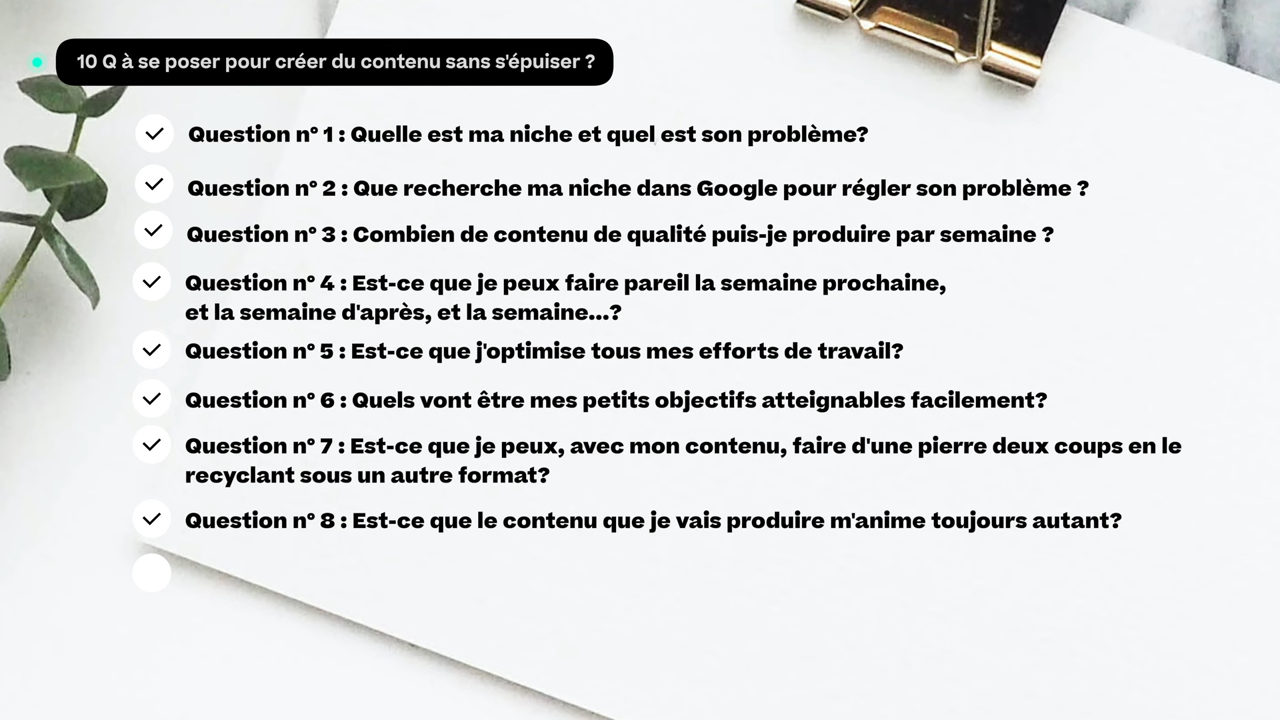 10 Q à se poser pour créer du contenu sans s'épuiser ?
Question n° 1 : Quelle est ma niche et quel est son problème?
Question n° 2 : Que recherche ma niche dans Google pour régler son problème ?
Question n° 3 : Combien de contenu de qualité puis-je produire par semaine ?
Question n° 4 : Est-ce que je peux faire pareil la semaine prochaine,
et la semaine d'après, et la semaine...?
Question n° 5 : Est-ce que j'optimise tous mes efforts de travail?
Question n° 6 : Quels vont être mes petits objectifs atteignables facilement?
Question n° 7 : Est-ce que je peux, avec mon contenu, faire d'une pierre deux coups en le
recyclant sous un autre format?
Question n° 8 : Est-ce que le contenu que je vais produire m'anime toujours autant?